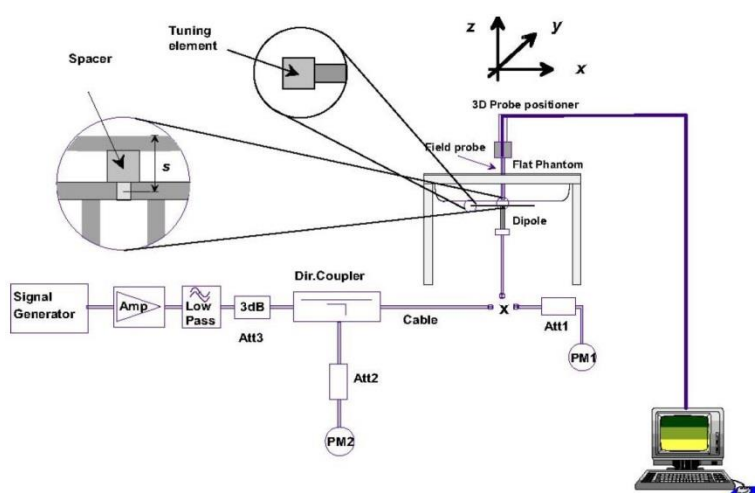 Tuning
element
Spacer
s
z
y
x
3D Probe positioner
Field probe
Flat Phantom
Dipole
Dir.Coupler
Signal
Generator
Amp
Low
Pass
3dB
Att3
Cable
x
Att1
PM1
Att2
PM2